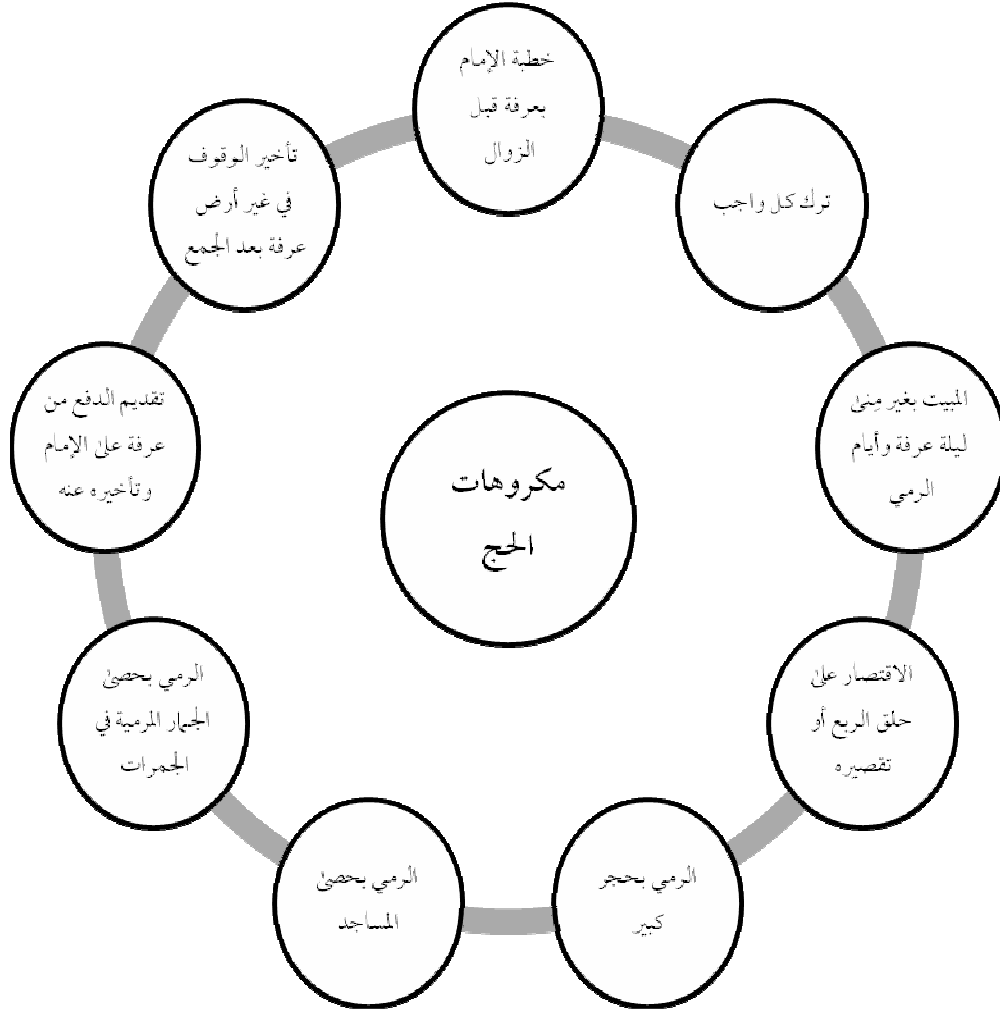 مكروهات
الحج
خطبة الإمام
بعرفة قبل
الزوال
ترك كل واجب
المبيت بغير مِنىٰ
ليلة عرفة وأيام
الرمي
الاقتصار علىٰ
حلق الربع أو
تقصيره
الرمي بحجر
كبير
الرمي بحصىٰ
المساجد
الرمي بحصىٰ
الجمار المرمية في
الجمرات
تقديم الدفع من
عرفة علىٰ الإمام
وتأخيره عنه
تأخير الوقوف
في غير أرض
عرفة بعد الجمع